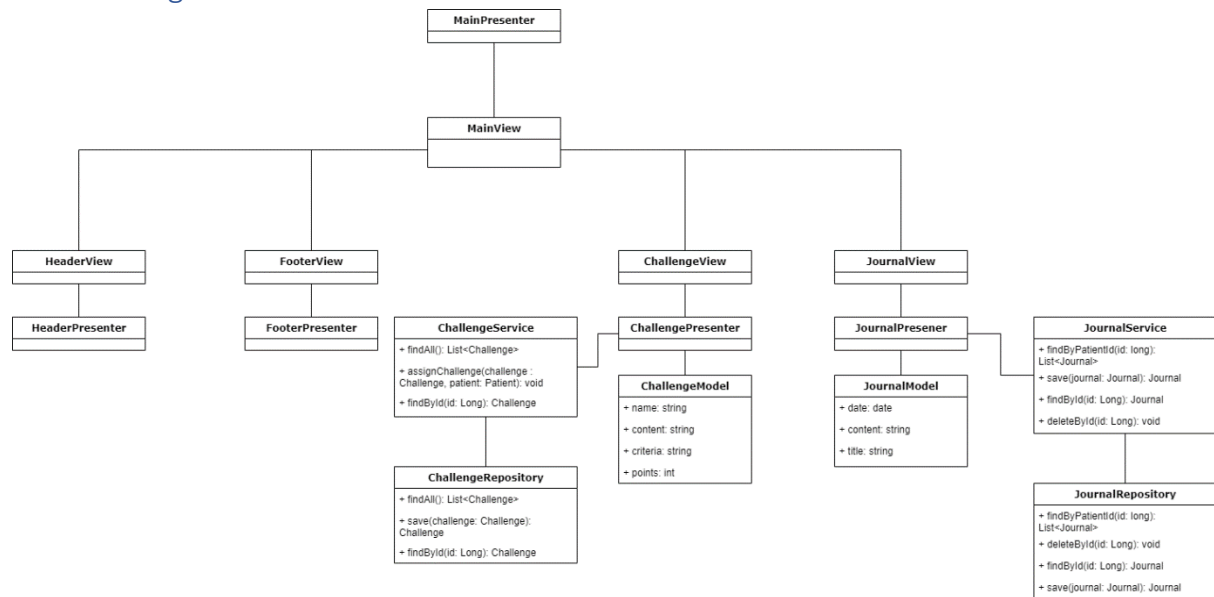 MainPresenter
MainView
HeaderView
FooterView
ChallengeView
JournalView
HeaderPresenter
FooterPresenter
ChallengeService
+ findAll(): List<Challenge>
+ assignChallenge(challenge :
Challenge, patient: Patient): void
+ findById(id: Long): Challenge
ChallengePresenter
JournalPresener
JournalService
+ findByPatientId(id: long):
List<Journal>
+ save(journal: Journal): Journal
+ findById(id: Long): Journal
+ deleteById(id: Long): void
ChallengeModel
+ name: string
+ content: string
+ criteria: string
+ points: int
JournalModel
+ date: date
+ content: string
+ title: string
ChallengeRepository
+ findAll(): List<Challenge>
+ save(challenge: Challenge):
Challenge
+ findById(id: Long): Challenge
JournalRepository
+ findByPatientId(id: long):
List<Journal>
+ deleteById(id: Long): void
+ findById(id: Long): Journal
+ save(journal: Journal): Journal